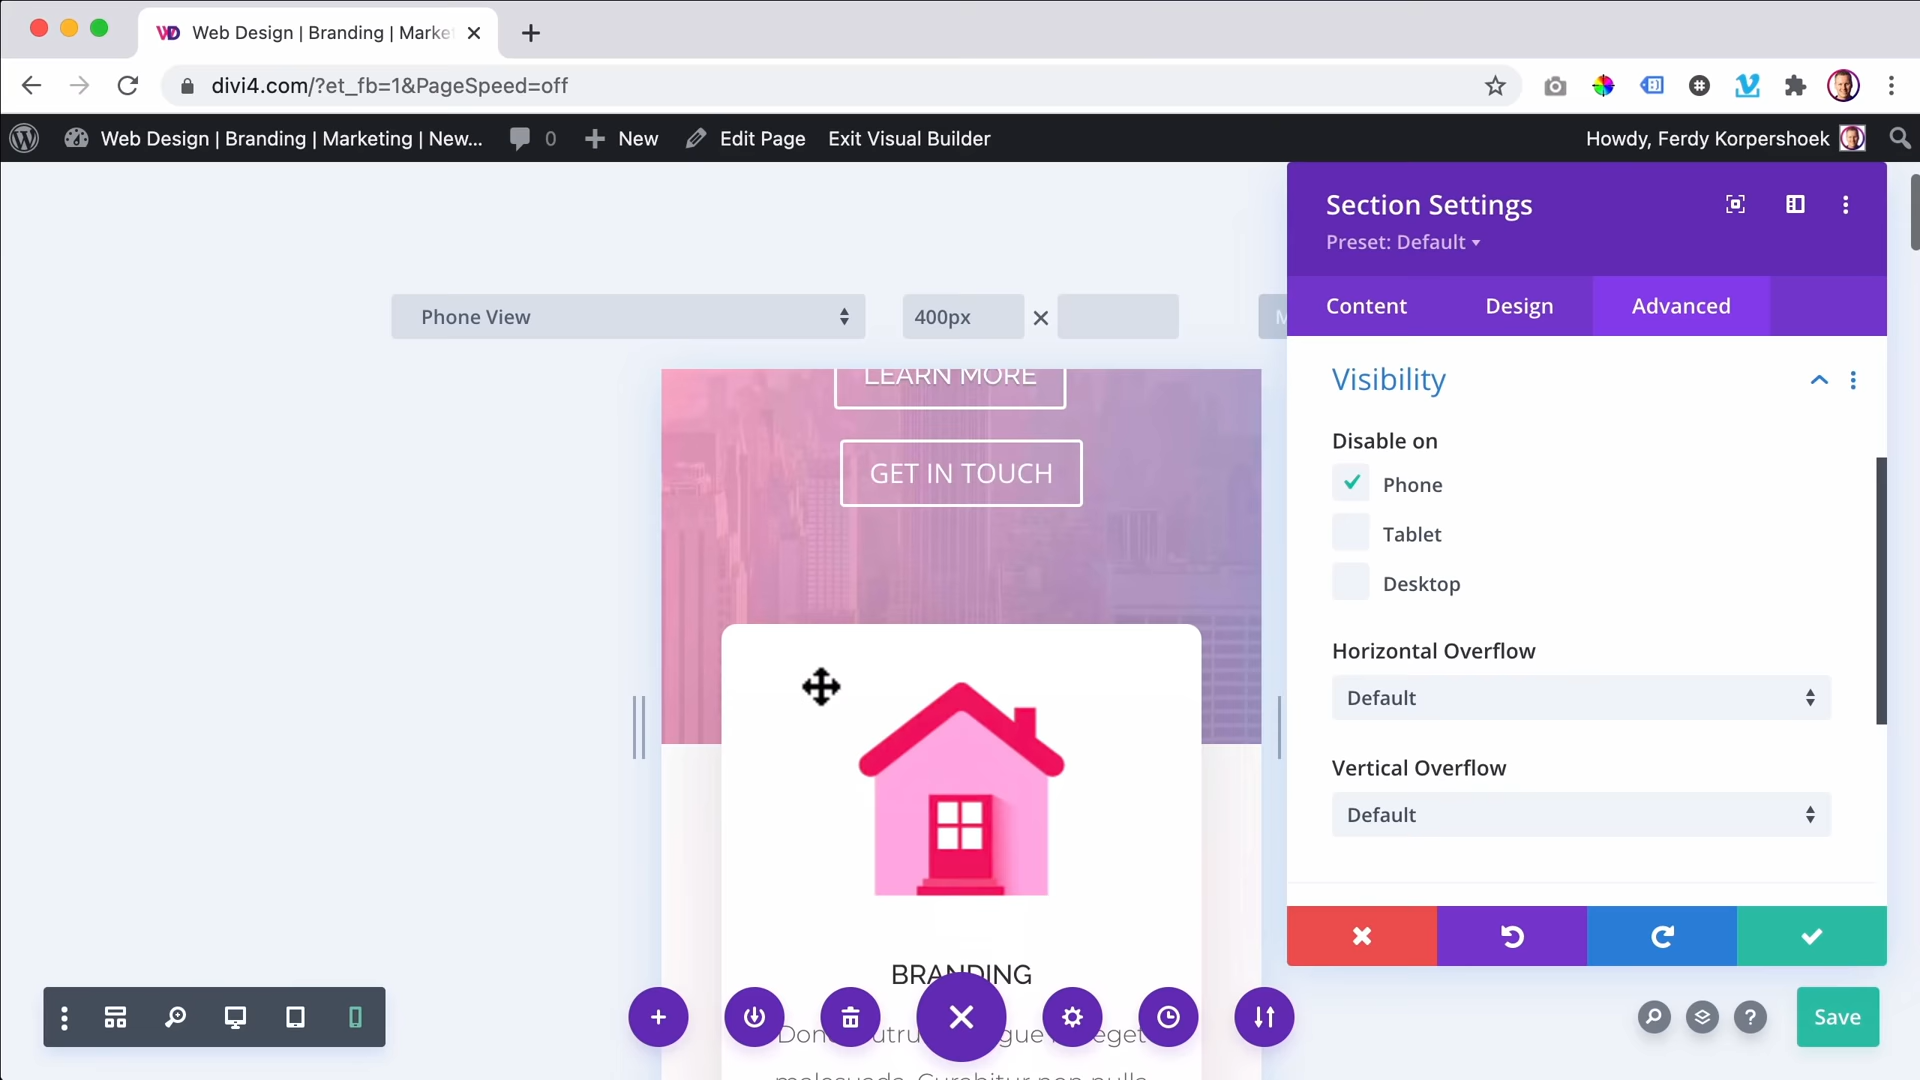 Web Design | Branding | Marke
divi4.com/?et_fb=1&PageSpeed=off
Web Design | Branding | Marketing | New...
0
New
Edit Page
Exit Visual Builder
Howdy, Ferdy Korpershoek
Section Settings
Preset: Default
Phone View
400px
M
Content
Design
Advanced
LEARN MORE
GET IN TOUCH
Visibility
Disable on
Phone
Tablet
Desktop
Horizontal Overflow
Default
Vertical Overflow
Default
BRANDING
Save